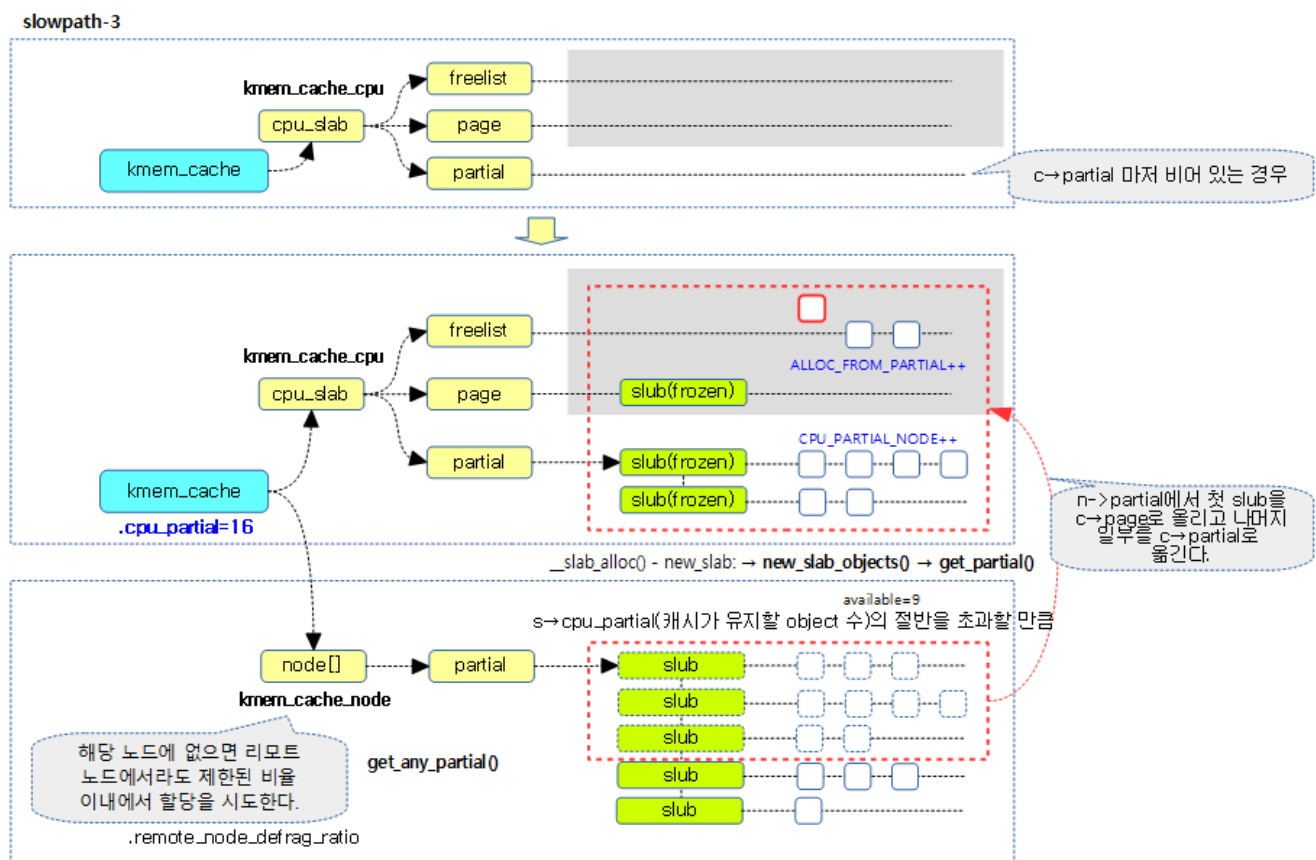 slowpath-3
freelist
kmem_cache_cpu
cpu_slab
page
kmem_cache
partial
c→partial 마저 비어 있는 경우
freelist
kmem_cache_cpu
ALLOC_FROM_PARTIAL++
cpu_slab
page
slub(frozen)
CPU_PARTIAL_NODE++
partial
slub(frozen)
kmem_cache
slub(frozen)
.cpu_partial=16
n->partial에서 첫 slub을
c→page로 올리고 나머지
일부를 c→partial로
옮긴다.
__slab_alloc() - new_slab: → new_slab_objects() → get_partial()
available=9
s→cpu_partial(캐시가 유지할 object 수)의 절반을 초과할 만큼
node[]
partial
slub
kmem_cache_node
slub
slub
해당 노드에 없으면 리모트
노드에서라도 제한된 비율
이내에서 할당을 시도한다.
get_any_partial()
slub
slub
.remote_node_defrag_ratio